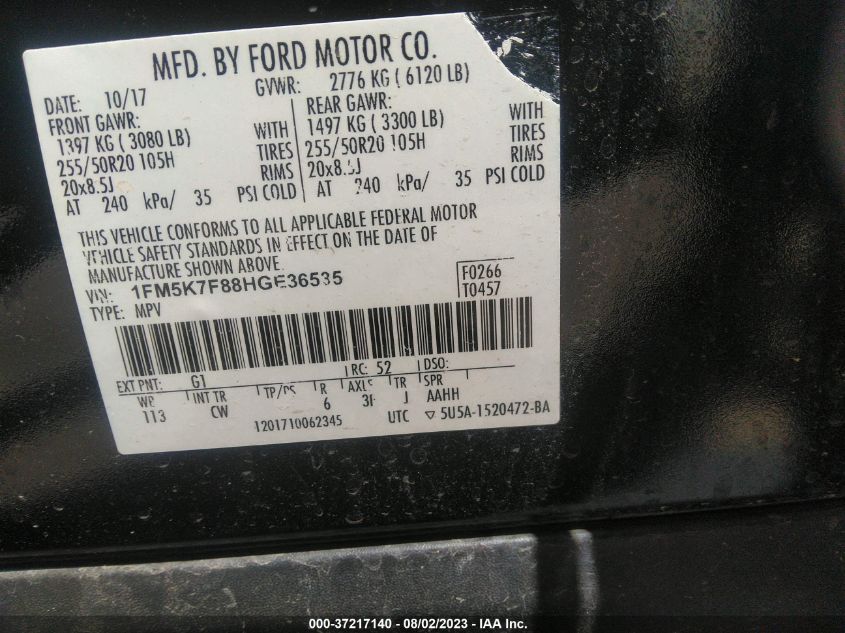 MFD. BY FORD MOTOR CO.
DATE: 10/17 GVWR: 2776 KG ( 6120 LB)
FRONT GAWR: REAR GAWR:
1397 KG ( 3080 LB) WITH 1497 KG ( 3300 LB) WITH
255/50R20 105H TIRES 255/50R20 105H TIRES
20x8.5J RIMS 20x8.5J RIMS
AT 240 kPa/ 35 PSI COLD AT 240 kPa/ 35 PSI COLD
THIS VEHICLE CONFORMS TO ALL APPLICABLE FEDERAL MOTOR
VEHICLE SAFETY STANDARDS IN EFFECT ON THE DATE OF
MANUFACTURE SHOWN ABOVE.
VIN: 1FM5K7F88HGE36535 F0266
TYPE: MPV T0457
EXT PNT: G1 RC: 52 DSO:
WB INT TR TP/PS R AXLE TR SPR
113 CW 6 J AAHH
1201710062345 UTC ▽ 5U5A-1520472-BA
000-37217140 - 08/02/2023 - IAA Inc.